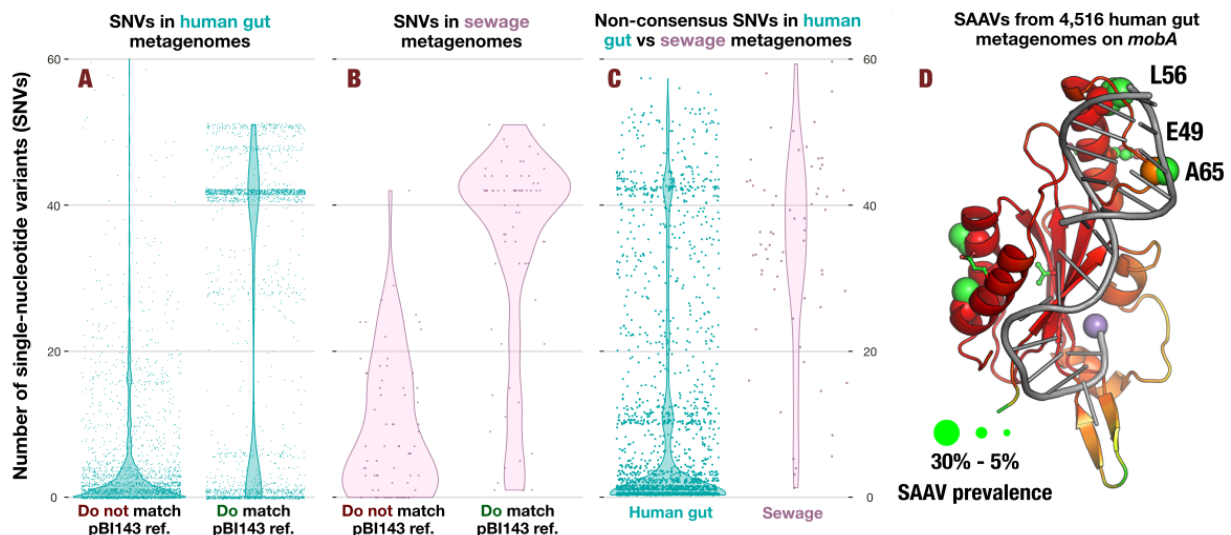 SNVs in human gut
metagenomes
SNVs in sewage
metagenomes
Non-consensus SNVs in human
gut vs sewage metagenomes
SAAVs from 4,516 human gut
metagenomes on mobA
Number of single-nucleotide variants (SNVs)
60
40
20
0
A
B
C
60
40
20
0
D
L56
E49
A65
30% - 5%
SAAV prevalence
Do not match
pBI143 ref.
Do match
pBI143 ref.
Do not match
pBI143 ref.
Do match
pBI143 ref.
Human gut
Sewage